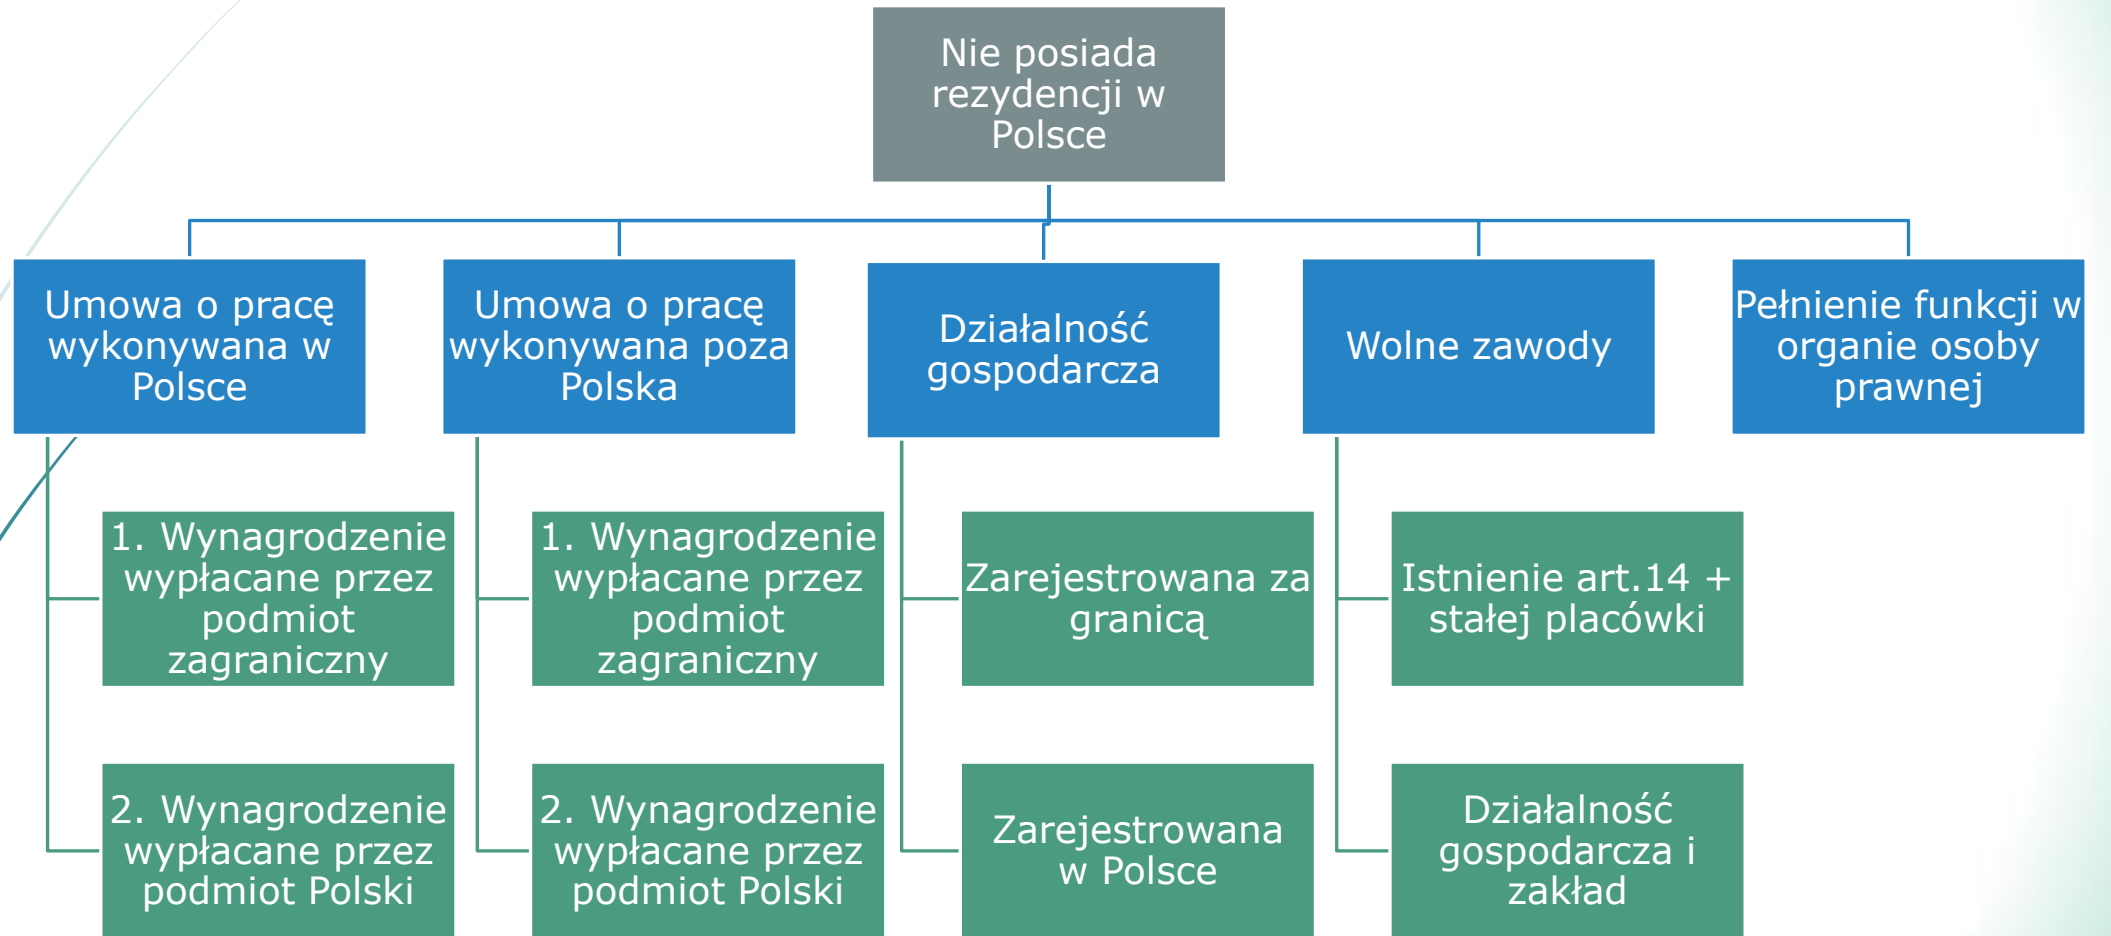 Nie posiada
rezydencji w
Polsce
Umowa o pracę
wykonywana w
Polsce
Umowa o pracę
wykonywana poza
Polska
Działalność
gospodarcza
Wolne zawody
Pełnienie funkcji w
organie osoby
prawnej
1. Wynagrodzenie
wypłacane przez
podmiot
zagraniczny
1. Wynagrodzenie
wypłacane przez
podmiot
zagraniczny
Zarejestrowana za
granicą
Istnienie art.14 +
stałej placówki
2. Wynagrodzenie
wypłacane przez
podmiot Polski
2. Wynagrodzenie
wypłacane przez
podmiot Polski
Zarejestrowana
w Polsce
Działalność
gospodarcza i
zakład